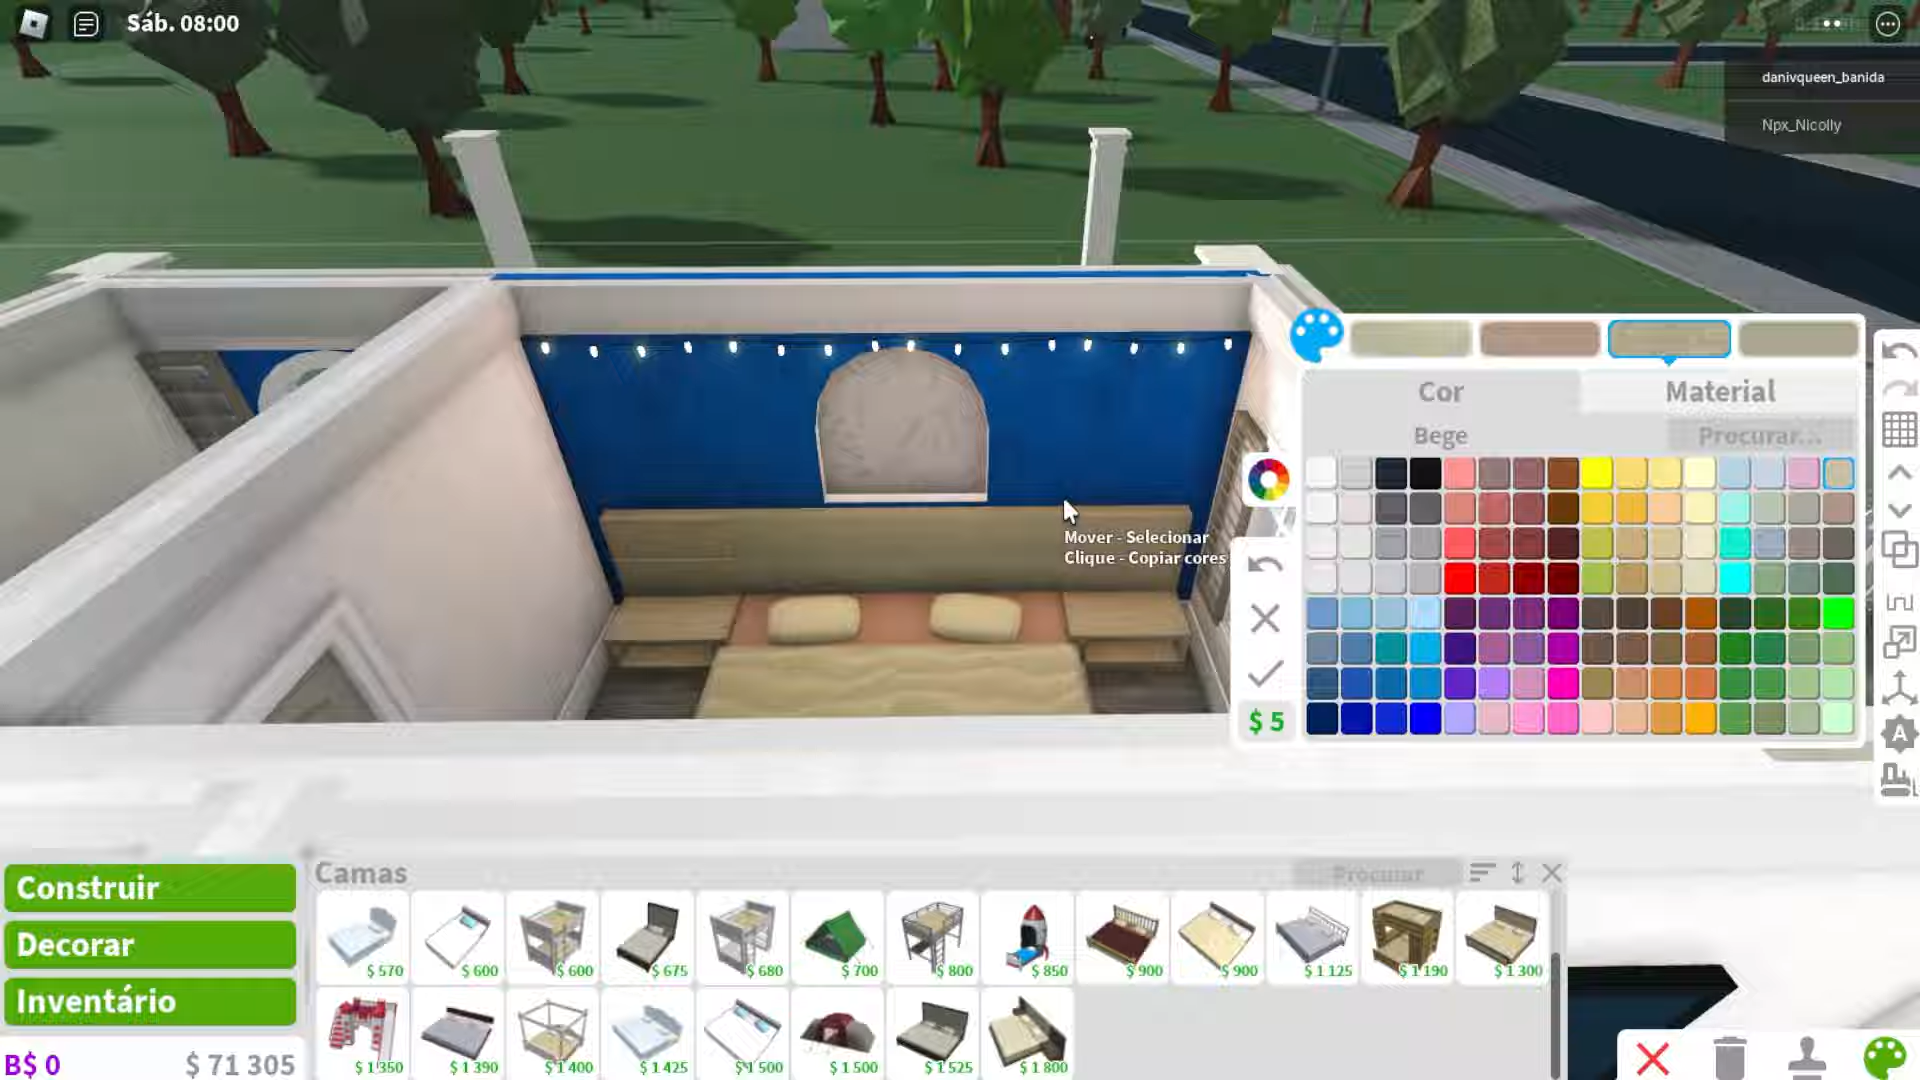 Sáb. 08:00
danivqueen_banida
Npx_Nicolly
Cor
Material
Bege
Procurar...
Mover - Selecionar
Clique - Copiar cores
$ 5
Construir
Decorar
Inventário
B$ 0
$ 71 305
Camas
Procurar
$ 570
$ 600
$ 600
$ 675
$ 680
$ 700
$ 800
$ 850
$ 900
$ 900
$ 1 125
$ 1 190
$ 1 300
$ 1 350
$ 1 390
$ 1 400
$ 1 425
$ 1 500
$ 1 500
$ 1 525
$ 1 800
A